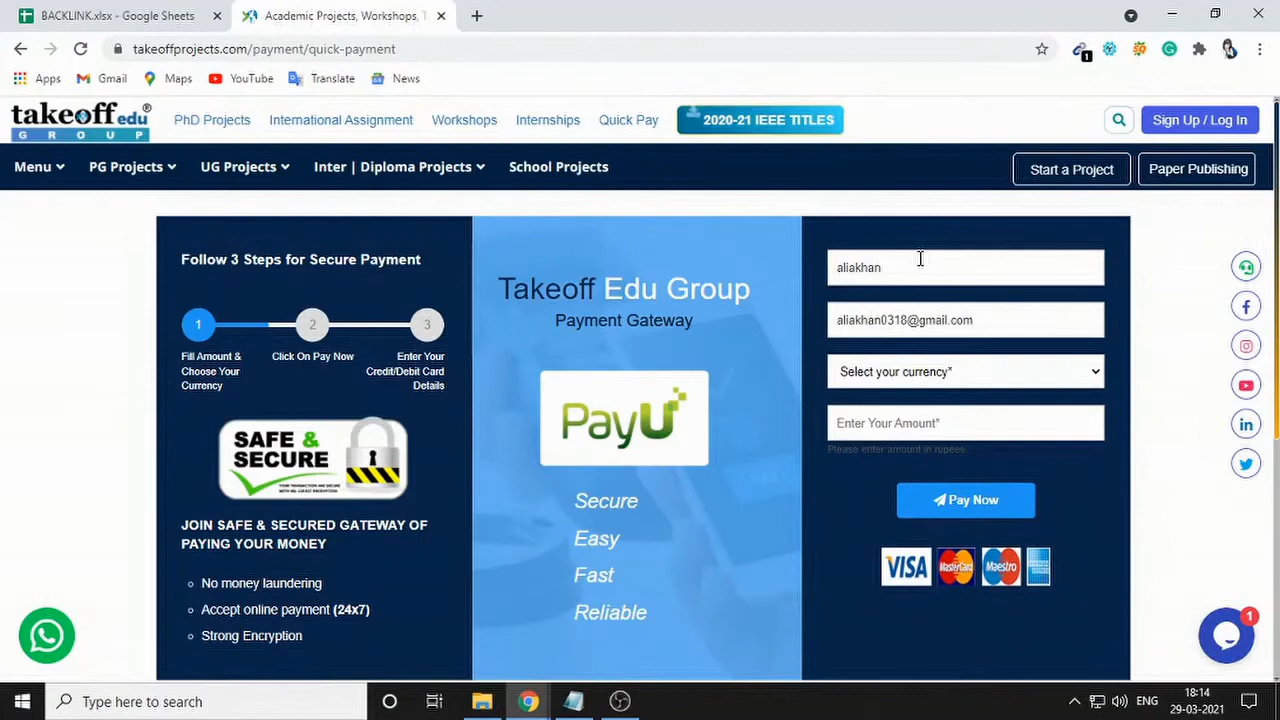 BACKLINK.xlsx - Google Sheets
Academic Projects, Workshops, T
takeoffprojects.com/payment/quick-payment
1
Apps
Gmail
Maps
YouTube
Translate
News
takeoff edu®
GROUP
PhD Projects
International Assignment
Workshops
Internships
Quick Pay
2020-21 IEEE TITLES
Sign Up / Log In
Menu
PG Projects
UG Projects
Inter | Diploma Projects
School Projects
Start a Project
Paper Publishing
Follow 3 Steps for Secure Payment
1
2
3
Fill Amount &
Choose Your
Currency
Click On Pay Now
Enter Your
Credit/Debit Card
Details
SAFE &
SECURE
JOIN SAFE & SECURED GATEWAY OF
PAYING YOUR MONEY
No money laundering
Accept online payment (24x7)
Strong Encryption
Takeoff Edu Group
Payment Gateway
PayU
Secure
Easy
Fast
Reliable
aliakhan
aliakhan0318@gmail.com
Select your currency*
Enter Your Amount*
Please enter amount in rupees.
Pay Now
VISA
MasterCard
Maestro
1
Type here to search
ENG
18:14
29-03-2021